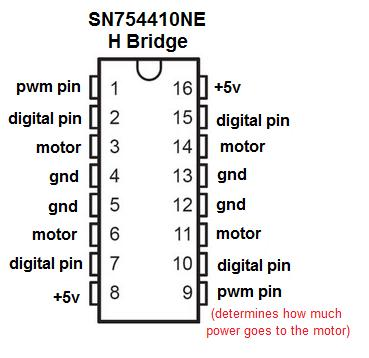 SN754410NE
H Bridge
pwm pin 1 16 +5v
digital pin 2 15 digital pin
motor 3 14 motor
gnd 4 13 gnd
gnd 5 12 gnd
motor 6 11 motor
digital pin 7 10 digital pin
+5v 8 9 pwm pin
(determines how much
power goes to the motor)